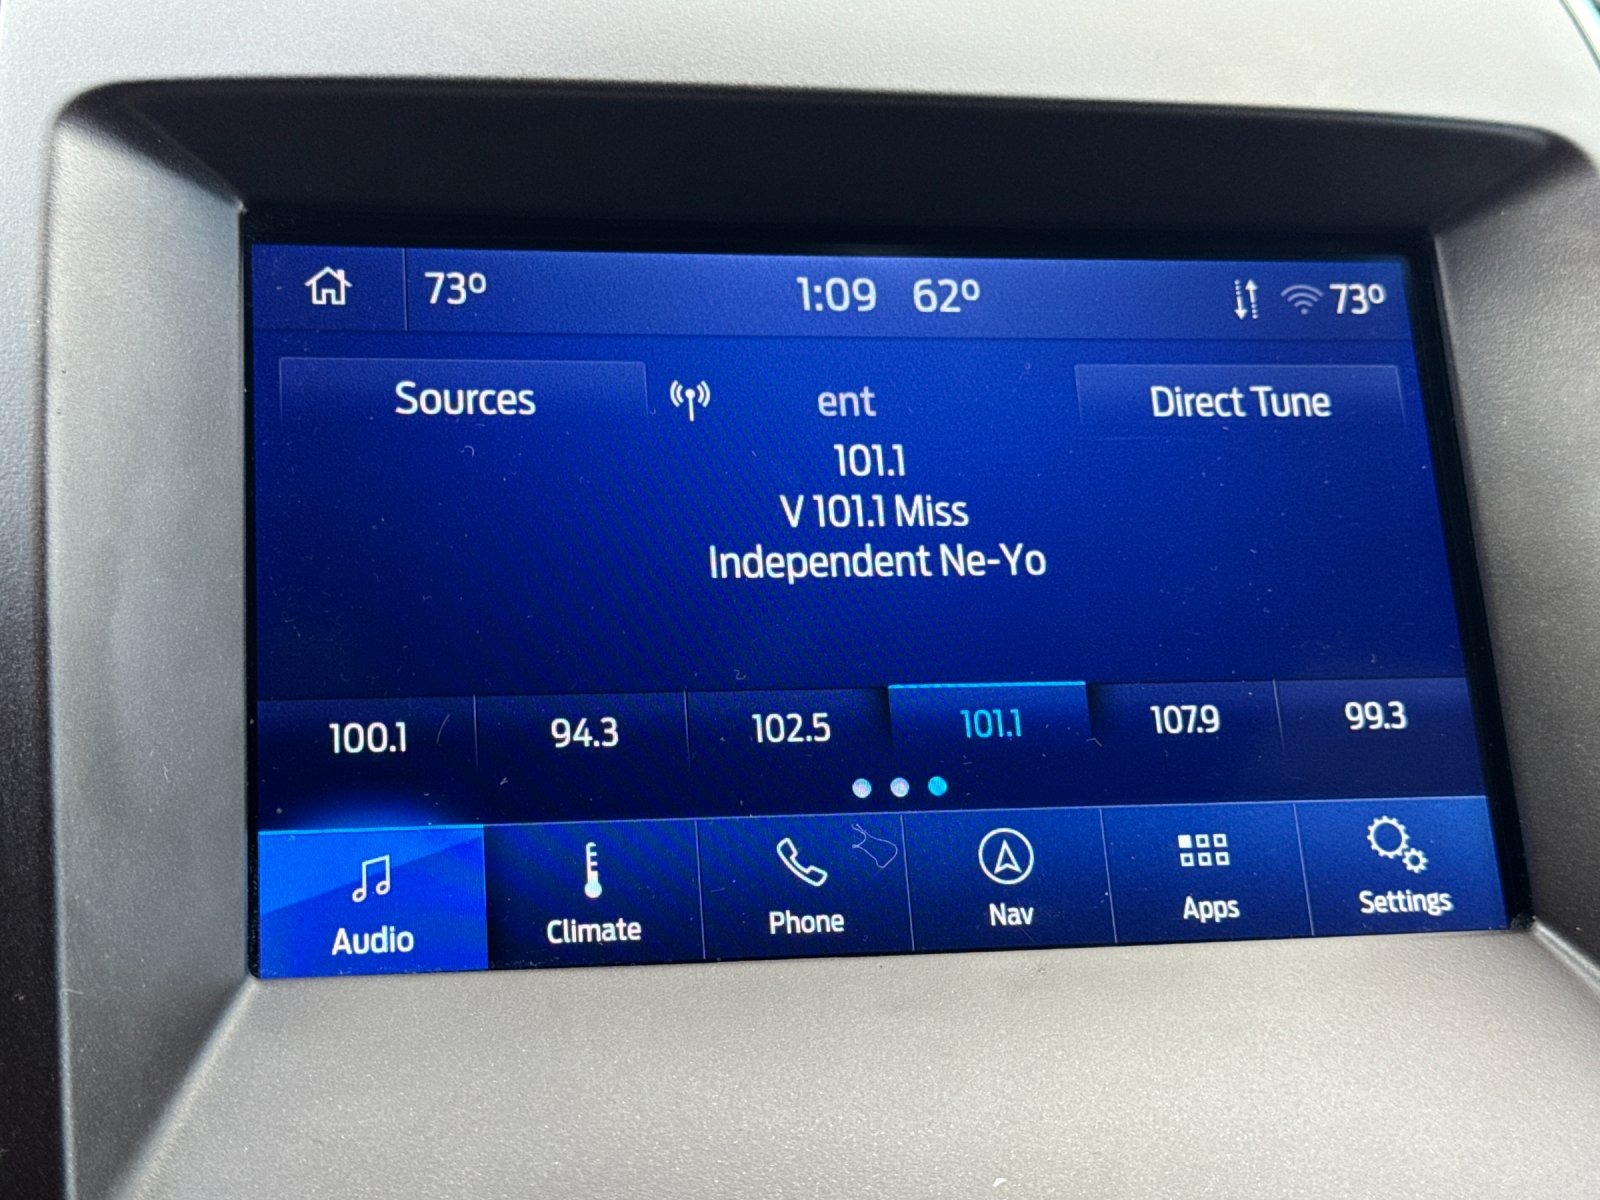 73°
1:09 62°
73°
Sources
ent
Direct Tune
101.1
V 101.1 Miss
Independent Ne-Yo
100.1
94.3
102.5
101.1
107.9
99.3
Audio
Climate
Phone
Nav
Apps
Settings